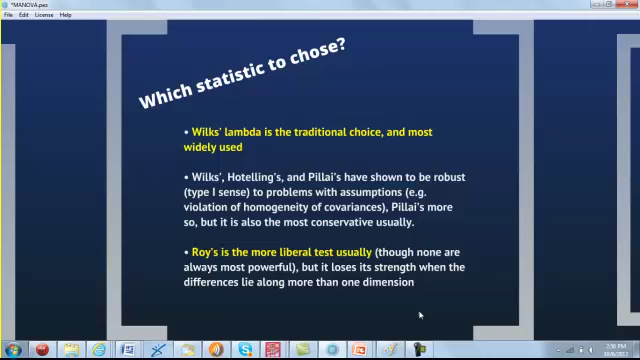 *MANOVA.pez
File Edit License Help
Which statistic to chose?
• Wilks' lambda is the traditional choice, and most
widely used
• Wilks', Hotelling's, and Pillai's have shown to be robust
(type I sense) to problems with assumptions (e.g.
violation of homogeneity of covariances), Pillai's more
so, but it is also the most conservative usually.
• Roy's is the more liberal test usually (though none are
always most powerful), but it loses its strength when the
differences lie along more than one dimension